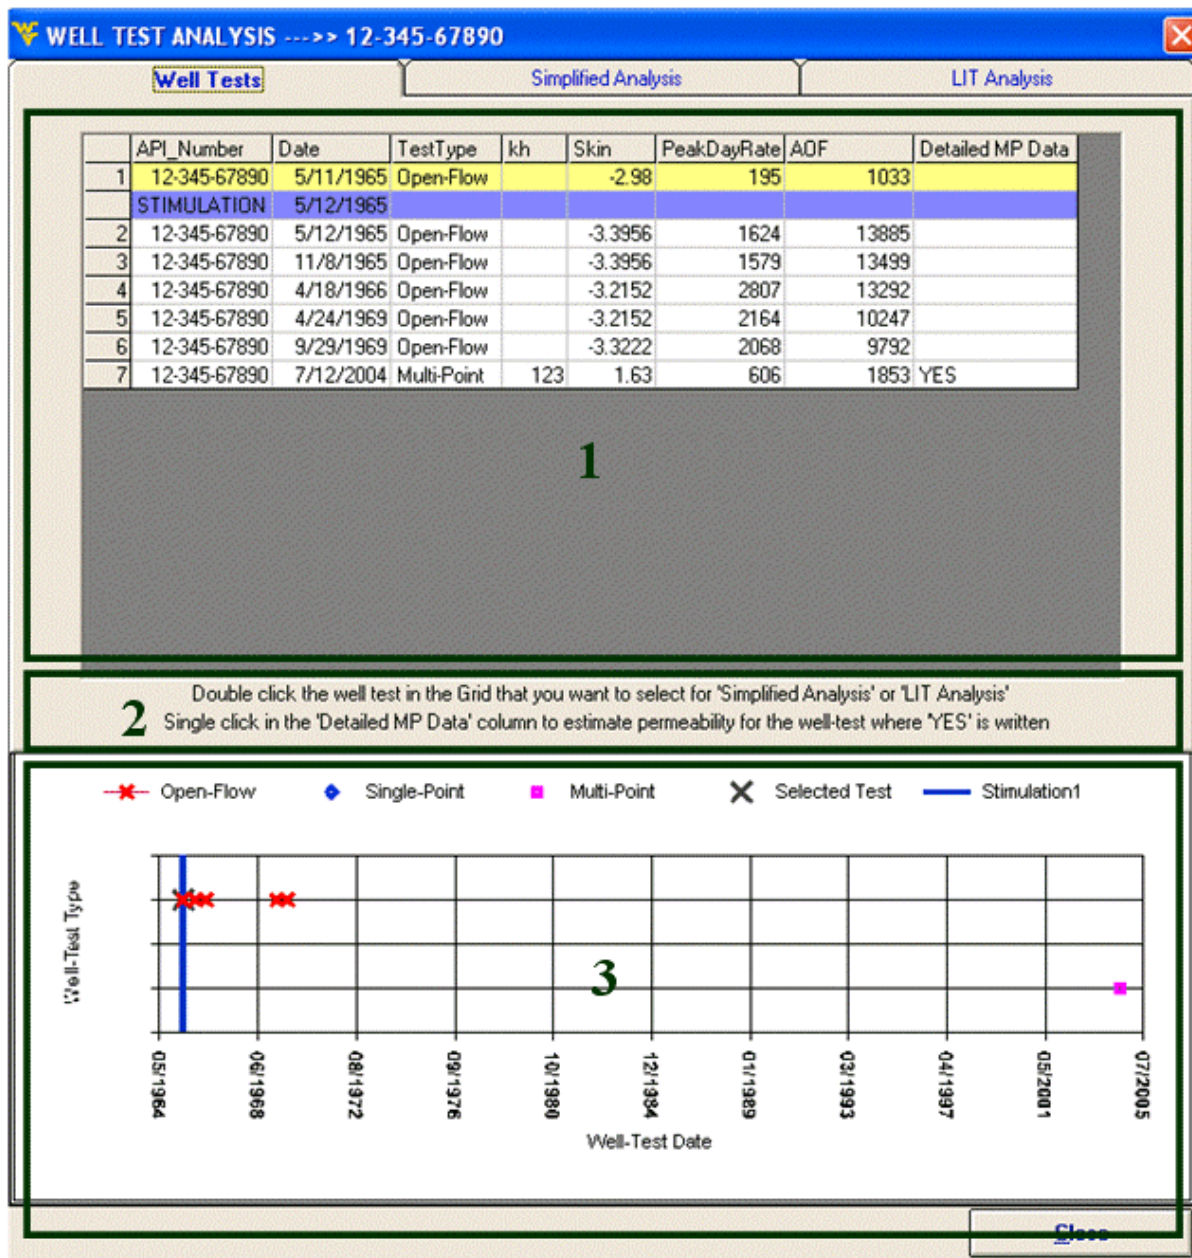 WELL TEST ANALYSIS --->> 12-345-67890
Well Tests Simplified Analysis LIT Analysis
API_Number Date TestType kh Skin PeakDayRate AOF Detailed MP Data
1 12-345-67890 5/11/1965 Open-Flow -2.98 195 1033
STIMULATION 5/12/1965
2 12-345-67890 5/12/1965 Open-Flow -3.3956 1624 13885
3 12-345-67890 11/8/1965 Open-Flow -3.3956 1579 13499
4 12-345-67890 4/18/1966 Open-Flow -3.2152 2807 13292
5 12-345-67890 4/24/1969 Open-Flow -3.2152 2164 10247
6 12-345-67890 9/29/1969 Open-Flow -3.3222 2068 9792
7 12-345-67890 7/12/2004 Multi-Point 123 1.63 606 1853 YES
1
Double click the well test in the Grid that you want to select for 'Simplified Analysis' or 'LIT Analysis'
2 Single click in the 'Detailed MP Data' column to estimate permeability for the well-test where 'YES' is written
Open-Flow Single-Point Multi-Point Selected Test Stimulation1
Well-Test Type
3
05/1964 06/1968 08/1972 09/1976 10/1980 12/1984 01/1989 03/1993 04/1997 05/2001 07/2005
Well-Test Date
Close